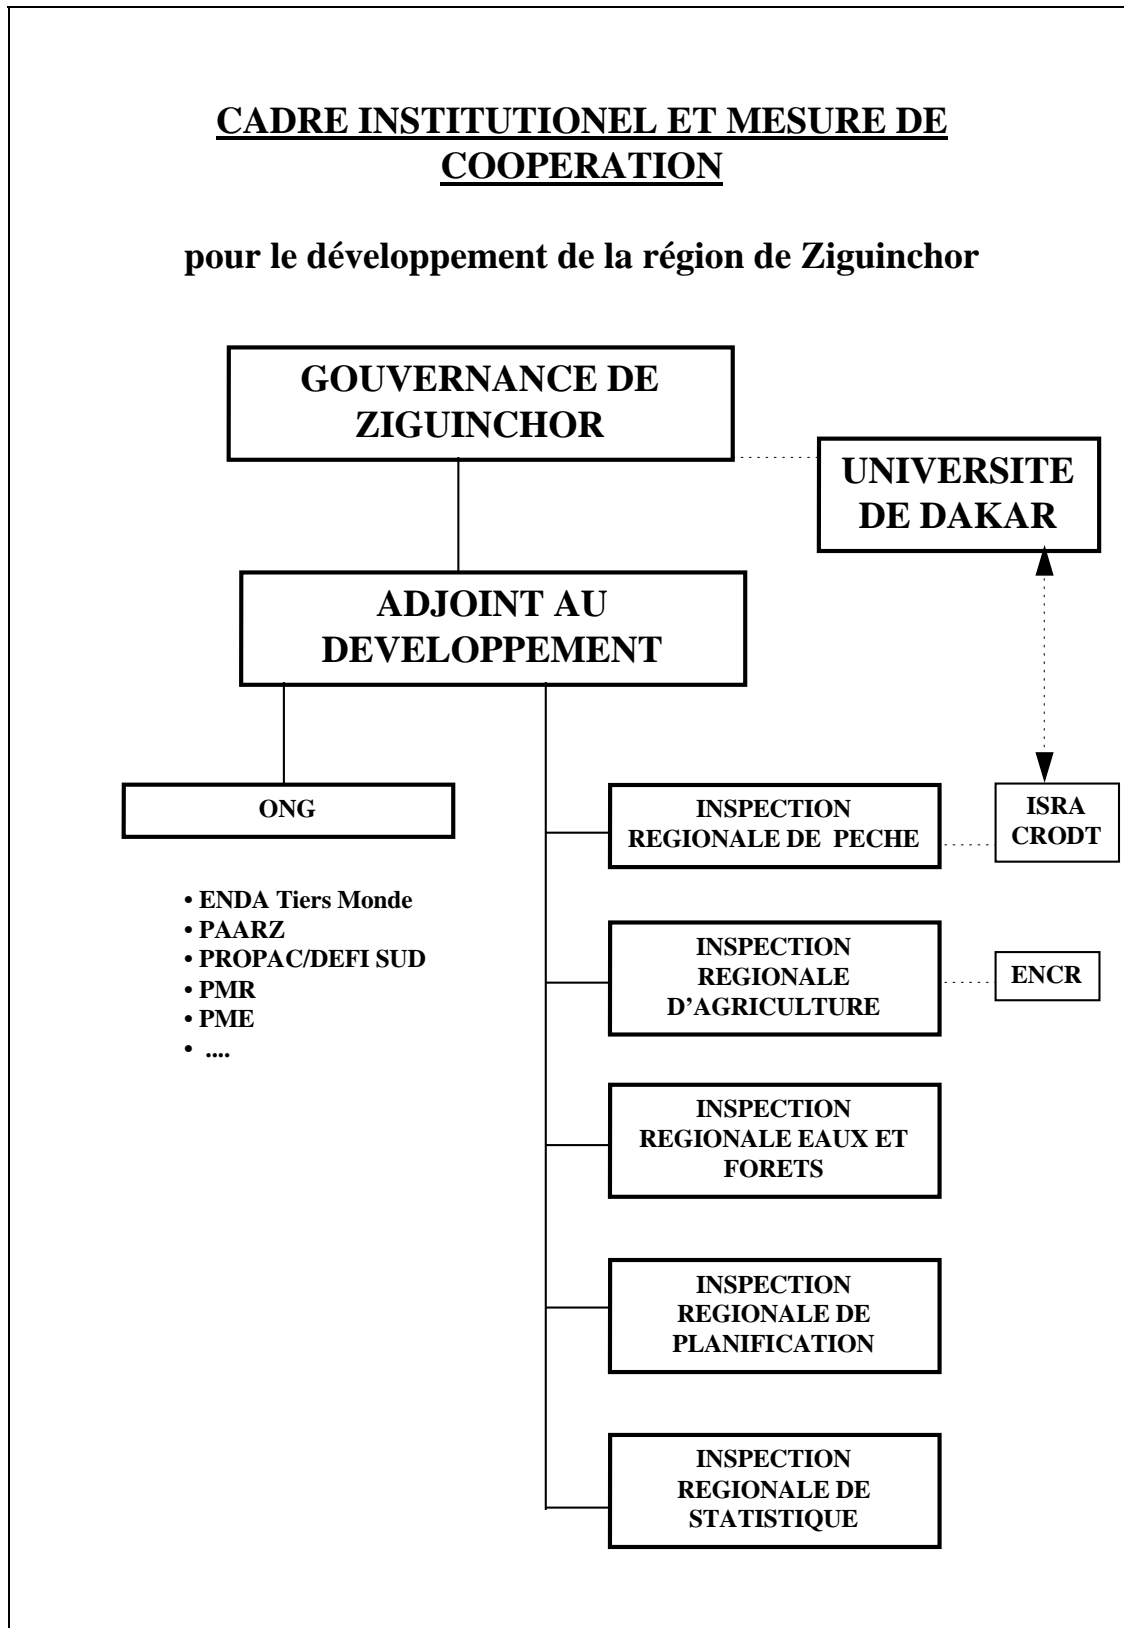 CADRE INSTITUTIONEL ET MESURE DE
COOPERATION
pour le développement de la région de Ziguinchor
GOUVERNANCE DE
ZIGUINCHOR
UNIVERSITE
DE DAKAR
ADJOINT AU
DEVELOPPEMENT
ONG
• ENDA Tiers Monde
• PAARZ
• PROPAC/DEFI SUD
• PMR
• PME
• ....
INSPECTION
REGIONALE DE PECHE
ISRA
CRODT
INSPECTION
REGIONALE
D’AGRICULTURE
ENCR
INSPECTION
REGIONALE EAUX ET
FORETS
INSPECTION
REGIONALE DE
PLANIFICATION
INSPECTION
REGIONALE DE
STATISTIQUE